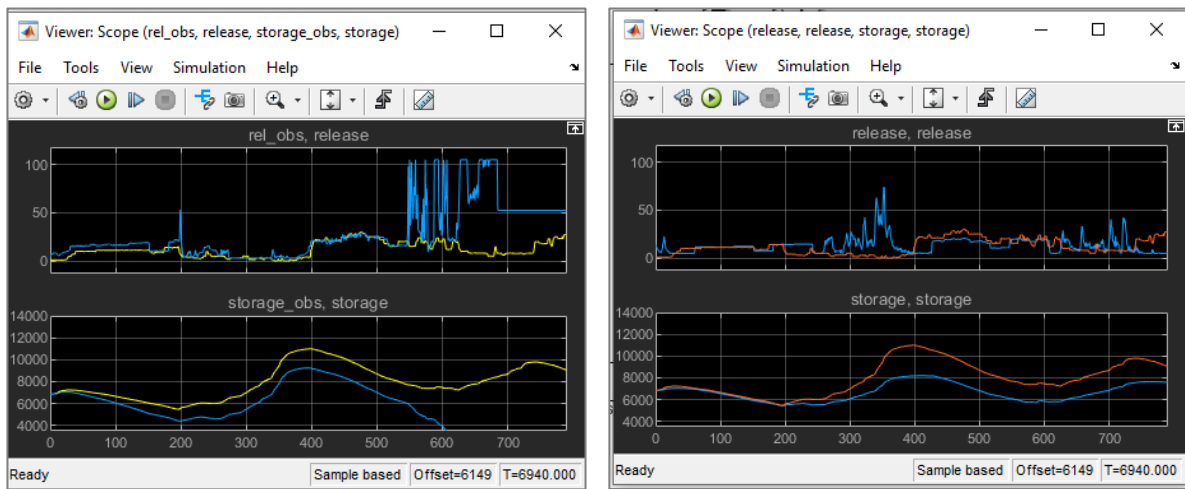 Viewer: Scope (rel_obs, release, storage_obs, storage)
File Tools View Simulation Help
rel_obs, release
100
50
0
storage_obs, storage
14000
12000
10000
8000
6000
4000
0 100 200 300 400 500 600 700
Ready Sample based Offset=6149 T=6940.000
Viewer: Scope (release, release, storage, storage)
File Tools View Simulation Help
release, release
100
50
0
storage, storage
14000
12000
10000
8000
6000
4000
0 100 200 300 400 500 600 700
Ready Sample based Offset=6149 T=6940.000